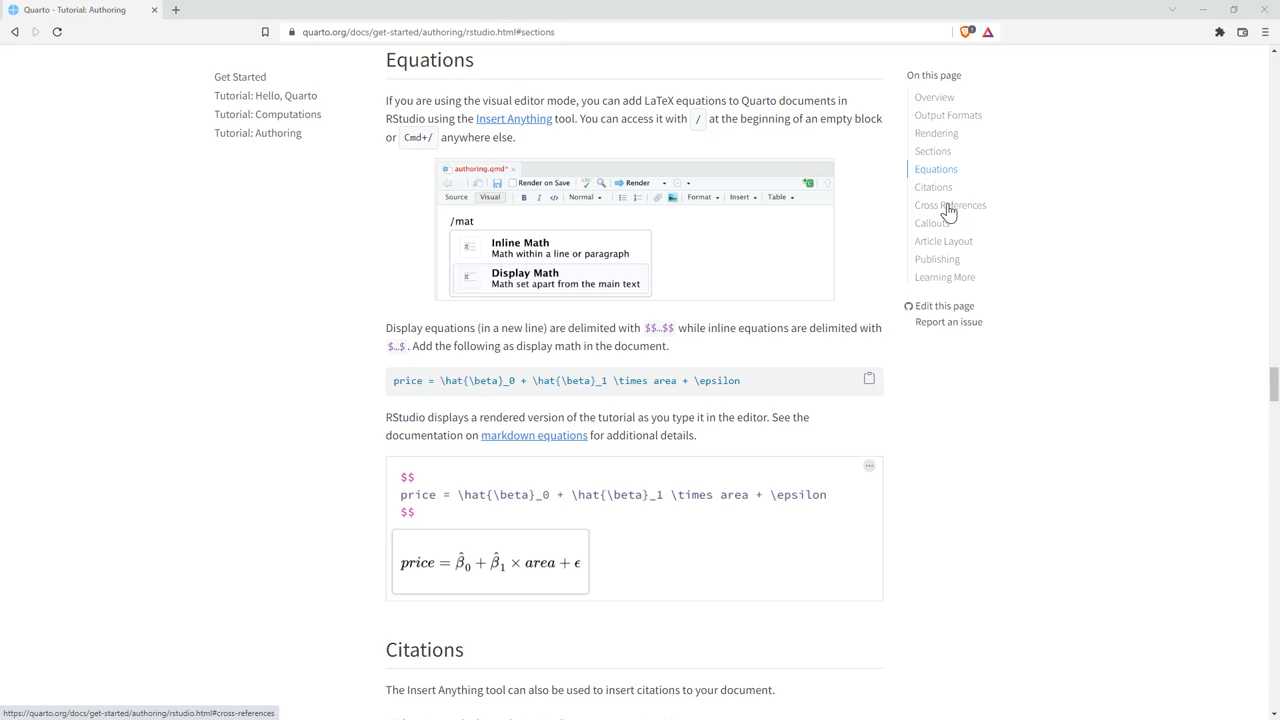 Quarto - Tutorial: Authoring
quarto.org/docs/get-started/authoring/rstudio.html#sections
Get Started
Tutorial: Hello, Quarto
Tutorial: Computations
Tutorial: Authoring
Equations
If you are using the visual editor mode, you can add LaTeX equations to Quarto documents in
RStudio using the Insert Anything tool. You can access it with / at the beginning of an empty block
or Cmd+/ anywhere else.
authoring.qmd*
Render on Save
Render
Source Visual B I </> Normal Format Insert Table
/mat
Inline Math
Math within a line or paragraph
Display Math
Math set apart from the main text
Display equations (in a new line) are delimited with $$…$$ while inline equations are delimited with
$…$. Add the following as display math in the document.
price = \hat{\beta}_0 + \hat{\beta}_1 \times area + \epsilon
RStudio displays a rendered version of the tutorial as you type it in the editor. See the
documentation on markdown equations for additional details.
$$
price = \hat{\beta}_0 + \hat{\beta}_1 \times area + \epsilon
$$
price = β̂₀ + β̂₁ × area + ϵ
Citations
The Insert Anything tool can also be used to insert citations to your document.
On this page
Overview
Output Formats
Rendering
Sections
Equations
Citations
Cross References
Callouts
Article Layout
Publishing
Learning More
Edit this page
Report an issue
https://quarto.org/docs/get-started/authoring/rstudio.html#cross-references